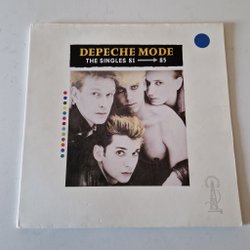 DEPECHE MODE
THE SINGLES 81 → 85